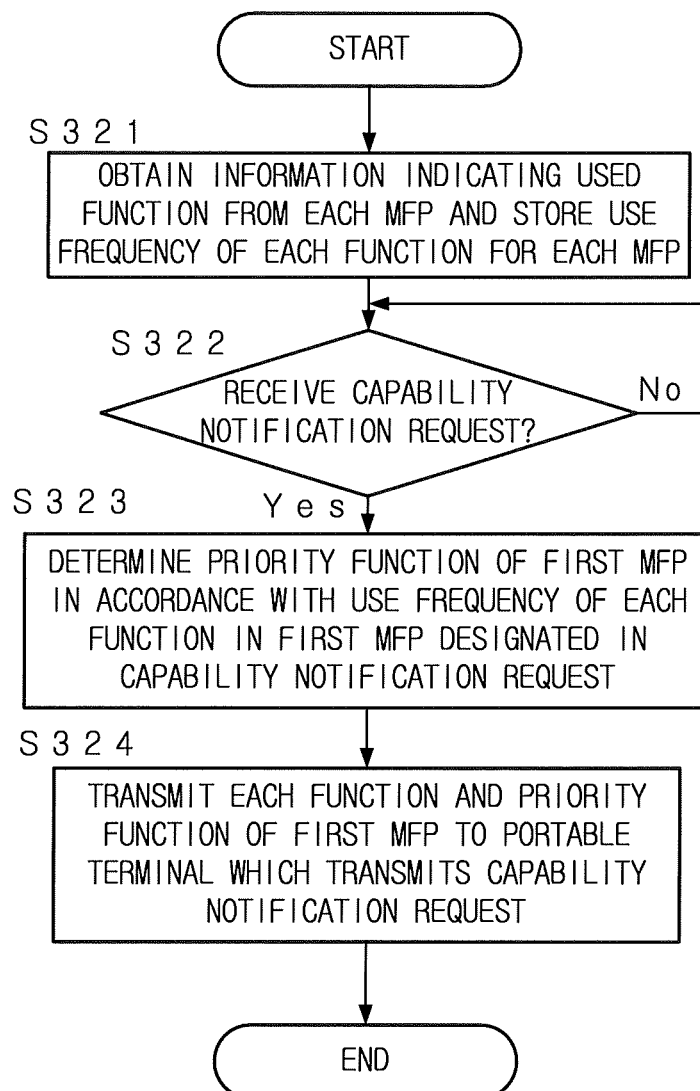 START
S321
OBTAIN INFORMATION INDICATING USED
FUNCTION FROM EACH MFP AND STORE USE
FREQUENCY OF EACH FUNCTION FOR EACH MFP
S322
RECEIVE CAPABILITY
NOTIFICATION REQUEST?
No
Yes
S323
DETERMINE PRIORITY FUNCTION OF FIRST MFP
IN ACCORDANCE WITH USE FREQUENCY OF EACH
FUNCTION IN FIRST MFP DESIGNATED IN
CAPABILITY NOTIFICATION REQUEST
S324
TRANSMIT EACH FUNCTION AND PRIORITY
FUNCTION OF FIRST MFP TO PORTABLE
TERMINAL WHICH TRANSMITS CAPABILITY
NOTIFICATION REQUEST
END